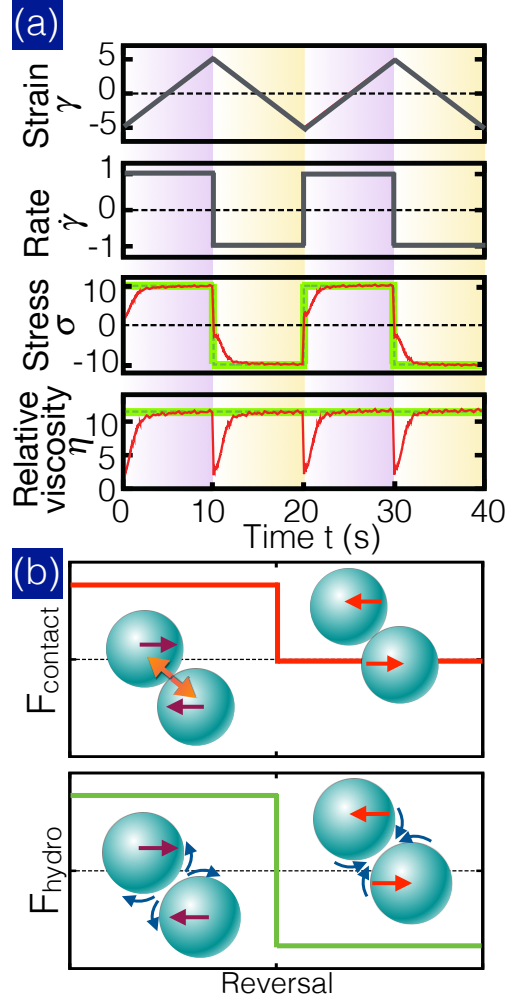 (a)
Strain
γ
5
0
-5
Rate
γ̇
1
0
-1
Stress
σ
10
0
-10
Relative
viscosity
η
10
5
0
0 10 20 30 40
Time t (s)
(b)
F_contact
F_hydro
Reversal